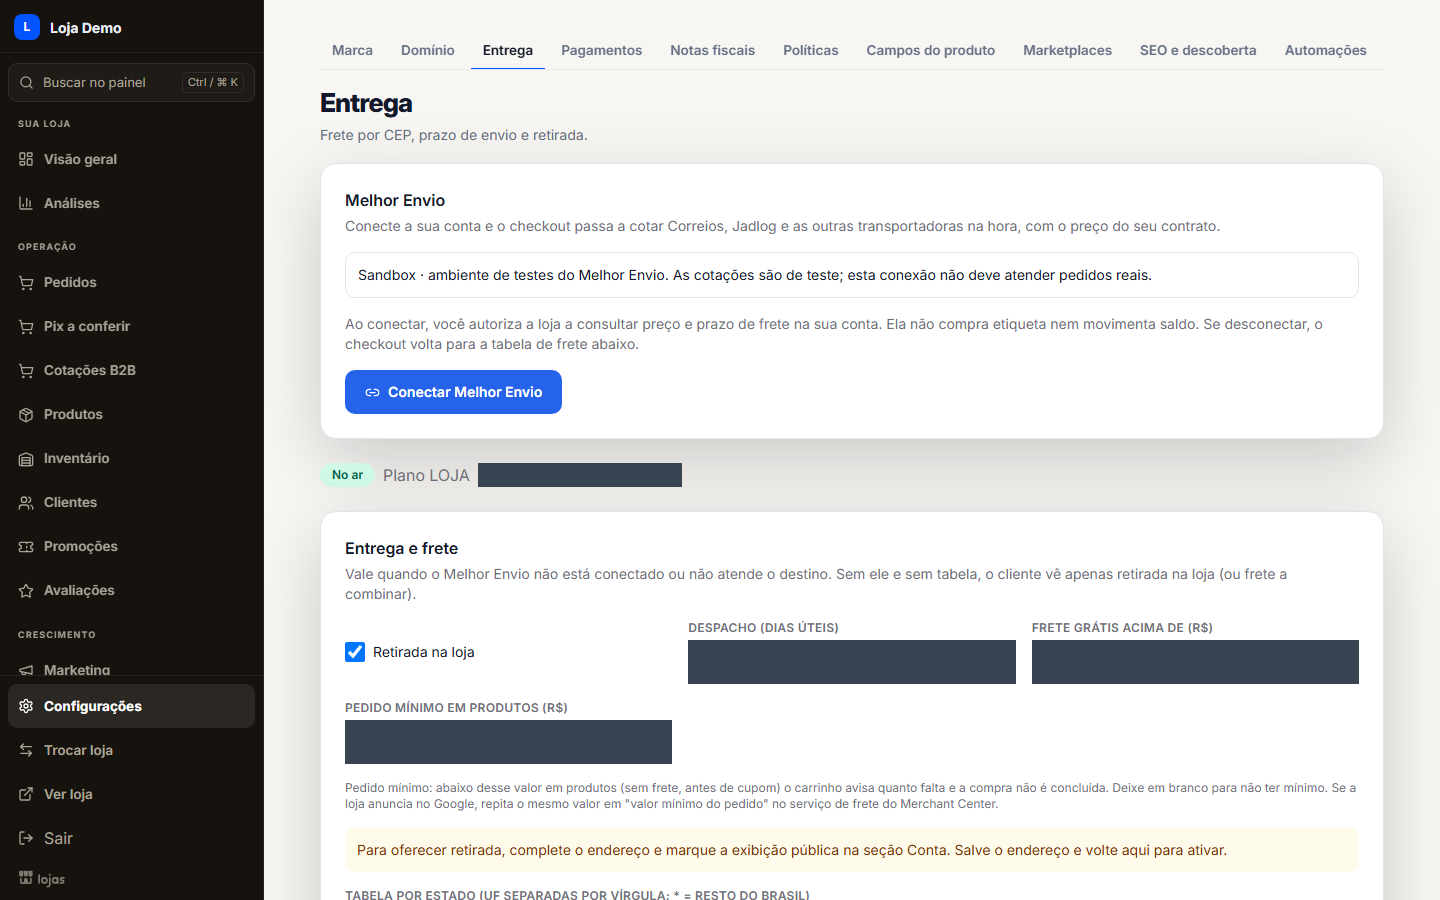 L Loja Demo
Buscar no painel Ctrl / ⌘ K
SUA LOJA
Visão geral
Análises
OPERAÇÃO
Pedidos
Pix a conferir
Cotações B2B
Produtos
Inventário
Clientes
Promoções
Avaliações
CRESCIMENTO
Marketing
Configurações
Trocar loja
Ver loja
Sair
lojas
Marca Domínio Entrega Pagamentos Notas fiscais Políticas Campos do produto Marketplaces SEO e descoberta Automações
Entrega
Frete por CEP, prazo de envio e retirada.
Melhor Envio
Conecte a sua conta e o checkout passa a cotar Correios, Jadlog e as outras transportadoras na hora, com o preço do seu contrato.
Sandbox · ambiente de testes do Melhor Envio. As cotações são de teste; esta conexão não deve atender pedidos reais.
Ao conectar, você autoriza a loja a consultar preço e prazo de frete na sua conta. Ela não compra etiqueta nem movimenta saldo. Se desconectar, o
checkout volta para a tabela de frete abaixo.
Conectar Melhor Envio
No ar Plano LOJA
Entrega e frete
Vale quando o Melhor Envio não está conectado ou não atende o destino. Sem ele e sem tabela, o cliente vê apenas retirada na loja (ou frete a
combinar).
Retirada na loja
DESPACHO (DIAS ÚTEIS)
FRETE GRÁTIS ACIMA DE (R$)
PEDIDO MÍNIMO EM PRODUTOS (R$)
Pedido mínimo: abaixo desse valor em produtos (sem frete, antes de cupom) o carrinho avisa quanto falta e a compra não é concluída. Deixe em branco para não ter mínimo. Se a
loja anuncia no Google, repita o mesmo valor em "valor mínimo do pedido" no serviço de frete do Merchant Center.
Para oferecer retirada, complete o endereço e marque a exibição pública na seção Conta. Salve o endereço e volte aqui para ativar.
TABELA POR ESTADO (UF SEPARADAS POR VÍRGULA; * = RESTO DO BRASIL)